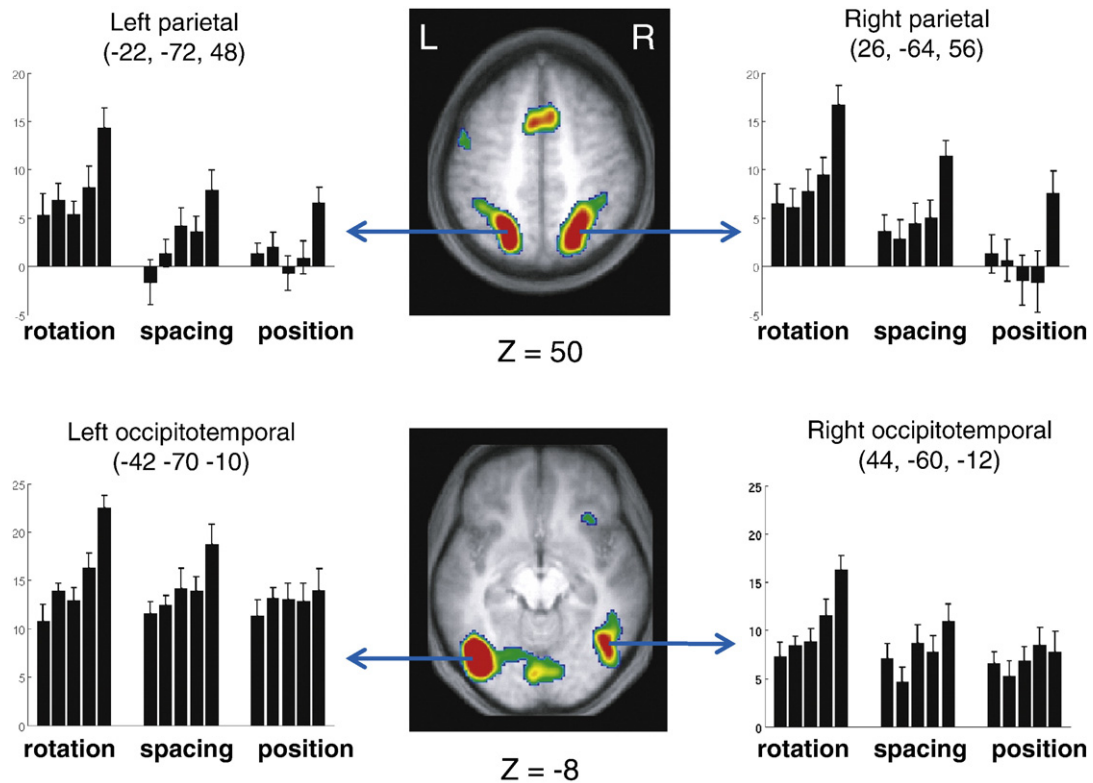 Left parietal
(-22, -72, 48)
20
15
10
5
0
-5
rotation spacing position
L R
Z = 50
Right parietal
(26, -64, 56)
20
15
10
5
0
-5
rotation spacing position
Left occipitotemporal
(-42 -70 -10)
25
20
15
10
5
0
rotation spacing position
Z = -8
Right occipitotemporal
(44, -60, -12)
25
20
15
10
5
0
rotation spacing position